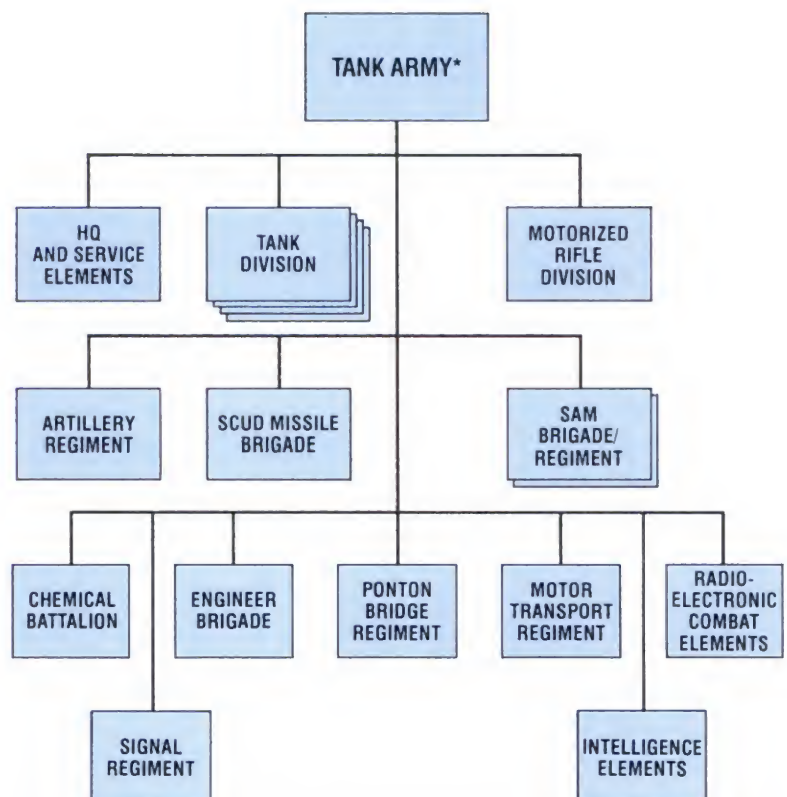 TANK ARMY*
HQ
AND SERVICE
ELEMENTS
TANK
DIVISION
MOTORIZED
RIFLE
DIVISION
ARTILLERY
REGIMENT
SCUD MISSILE
BRIGADE
SAM
BRIGADE/
REGIMENT
CHEMICAL
BATTALION
ENGINEER
BRIGADE
PONTON
BRIDGE
REGIMENT
MOTOR
TRANSPORT
REGIMENT
RADIO-
ELECTRONIC
COMBAT
ELEMENTS
SIGNAL
REGIMENT
INTELLIGENCE
ELEMENTS